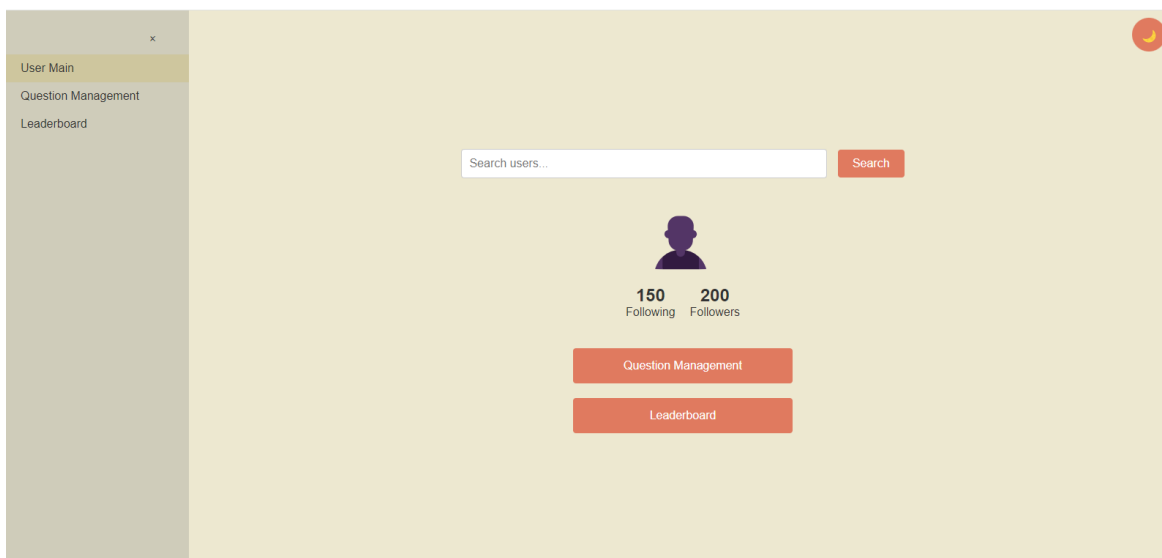 ×
User Main
Question Management
Leaderboard
Search users...
Search
150 200
Following Followers
Question Management
Leaderboard